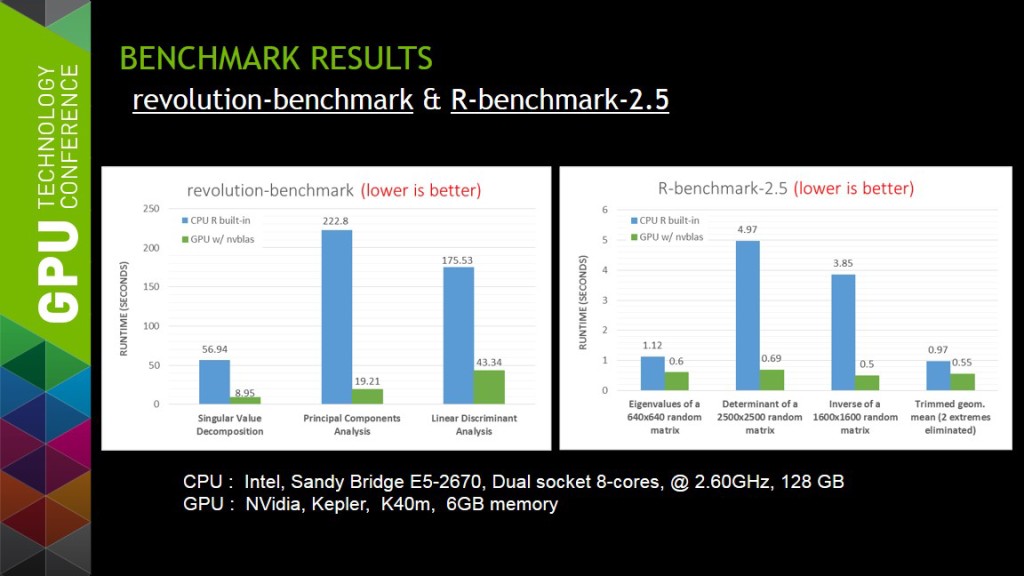 GPU TECHNOLOGY
CONFERENCE
BENCHMARK RESULTS
revolution-benchmark & R-benchmark-2.5
revolution-benchmark (lower is better)
RUNTIME (SECONDS)
250
200
150
100
50
0
CPU R built-in
GPU w/ nvblas
56.94
8.95
222.8
19.21
175.53
43.34
Singular Value
Decomposition
Principal Components
Analysis
Linear Discriminant
Analysis
R-benchmark-2.5 (lower is better)
RUNTIME (SECONDS)
6
5
4
3
2
1
0
CPU R built-in
GPU w/ nvblas
1.12
0.6
4.97
0.69
3.85
0.5
0.97
0.55
Eigenvalues of a
640x640 random
matrix
Determinant of a
2500x2500 random
matrix
Inverse of a
1600x1600 random
matrix
Trimmed geom.
mean (2 extremes
eliminated)
CPU : Intel, Sandy Bridge E5-2670, Dual socket 8-cores, @ 2.60GHz, 128 GB
GPU : NVidia, Kepler, K40m, 6GB memory